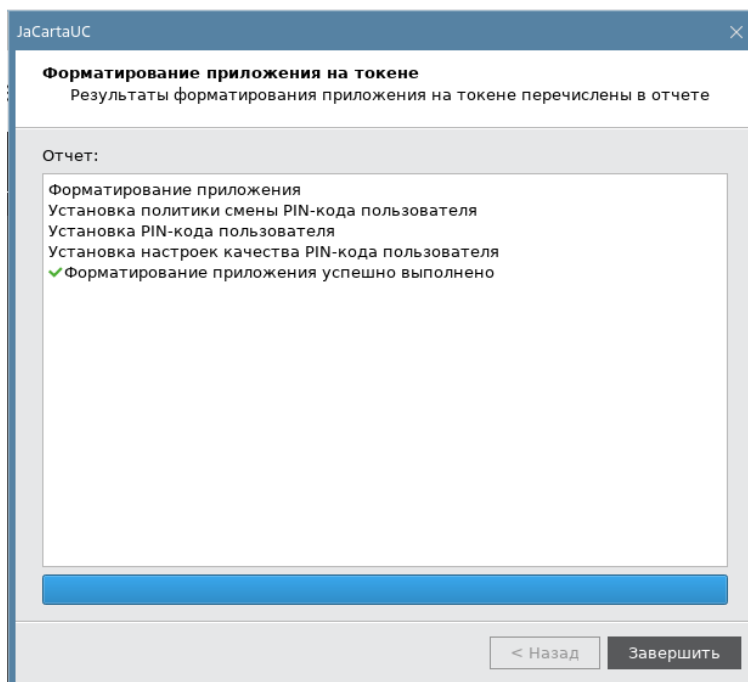 JaCartaUC
Форматирование приложения на токене
Результаты форматирования приложения на токене перечислены в отчете
Отчет:
Форматирование приложения
Установка политики смены PIN-кода пользователя
Установка PIN-кода пользователя
Установка настроек качества PIN-кода пользователя
Форматирование приложения успешно выполнено
< Назад
Завершить